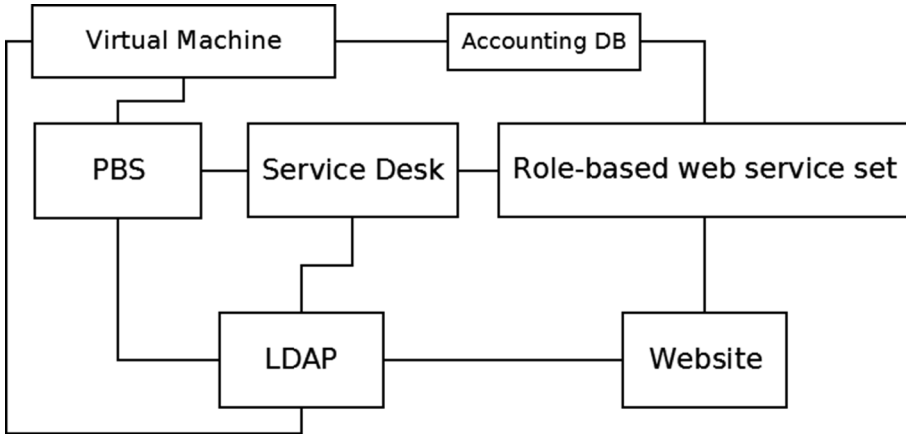 Virtual Machine
Accounting DB
PBS
Service Desk
Role-based web service set
LDAP
Website